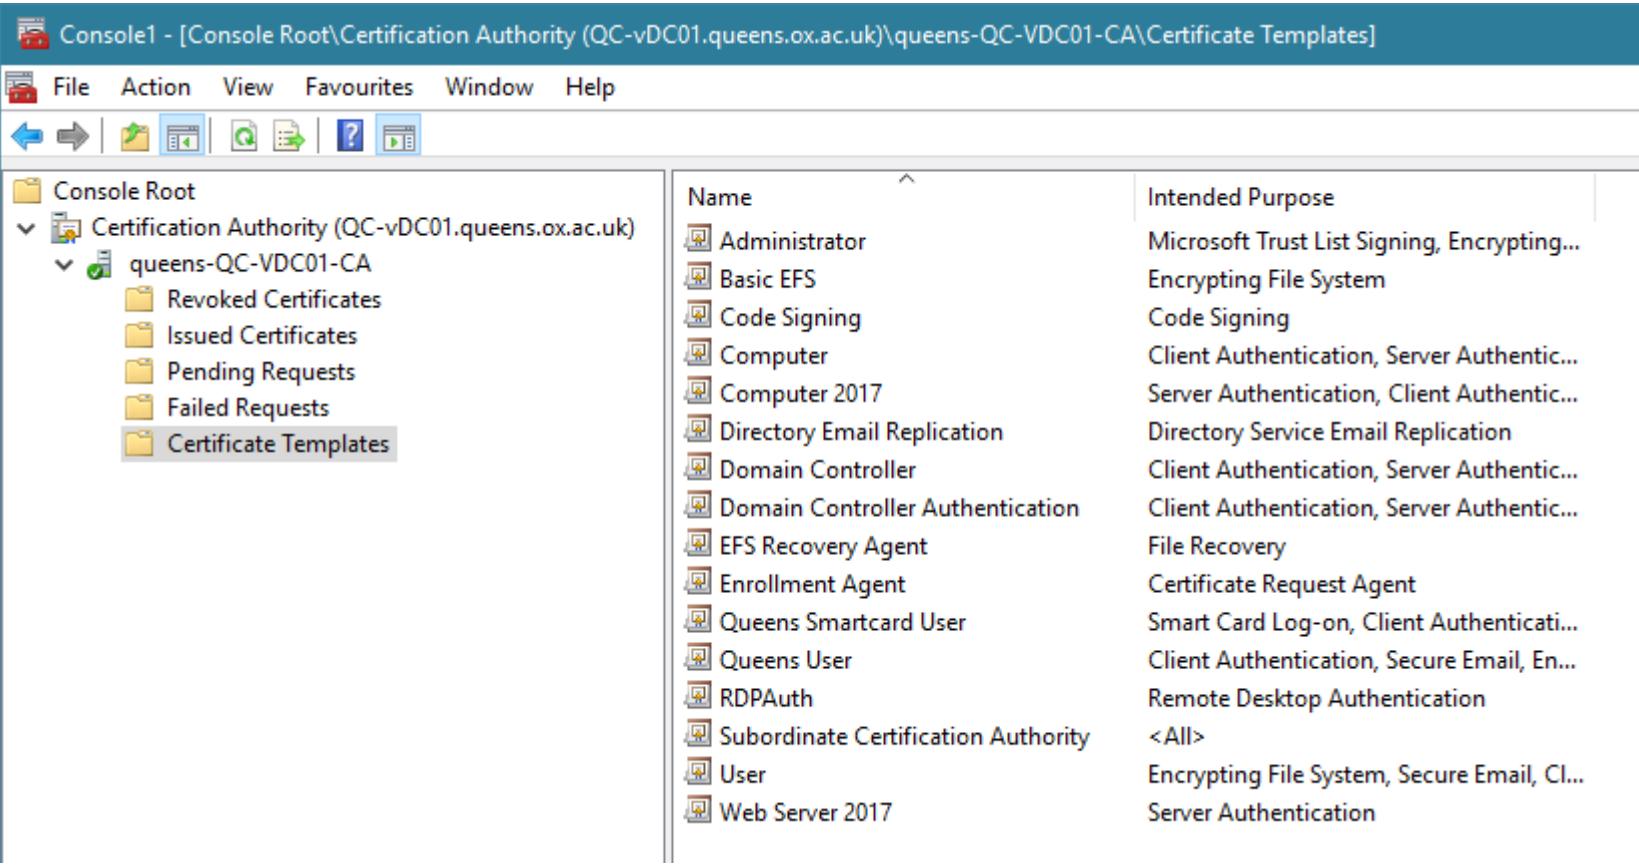 Console1 - [Console Root\Certification Authority (QC-vDC01.queens.ox.ac.uk)\queens-QC-VDC01-CA\Certificate Templates]
File Action View Favourites Window Help
Console Root
Certification Authority (QC-vDC01.queens.ox.ac.uk)
queens-QC-VDC01-CA
Revoked Certificates
Issued Certificates
Pending Requests
Failed Requests
Certificate Templates
Name Intended Purpose
Administrator Microsoft Trust List Signing, Encrypting...
Basic EFS Encrypting File System
Code Signing Code Signing
Computer Client Authentication, Server Authentic...
Computer 2017 Server Authentication, Client Authentic...
Directory Email Replication Directory Service Email Replication
Domain Controller Client Authentication, Server Authentic...
Domain Controller Authentication Client Authentication, Server Authentic...
EFS Recovery Agent File Recovery
Enrollment Agent Certificate Request Agent
Queens Smartcard User Smart Card Log-on, Client Authenticati...
Queens User Client Authentication, Secure Email, En...
RDPAuth Remote Desktop Authentication
Subordinate Certification Authority <All>
User Encrypting File System, Secure Email, Cl...
Web Server 2017 Server Authentication